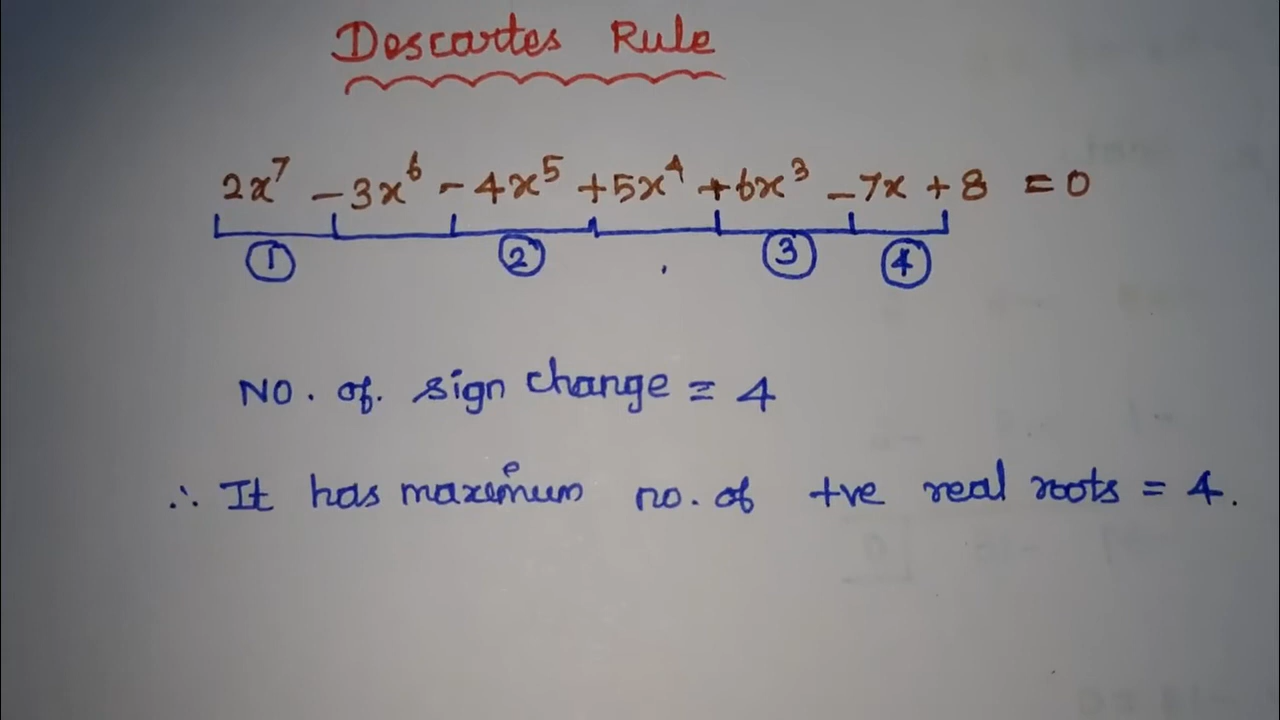 Descartes Rule
2x⁷ - 3x⁶ - 4x⁵ + 5x⁴ + 6x³ - 7x + 8 = 0
① ② ③ ④
NO. of. sign change = 4
∴ It has maximum no. of +ve real roots = 4.